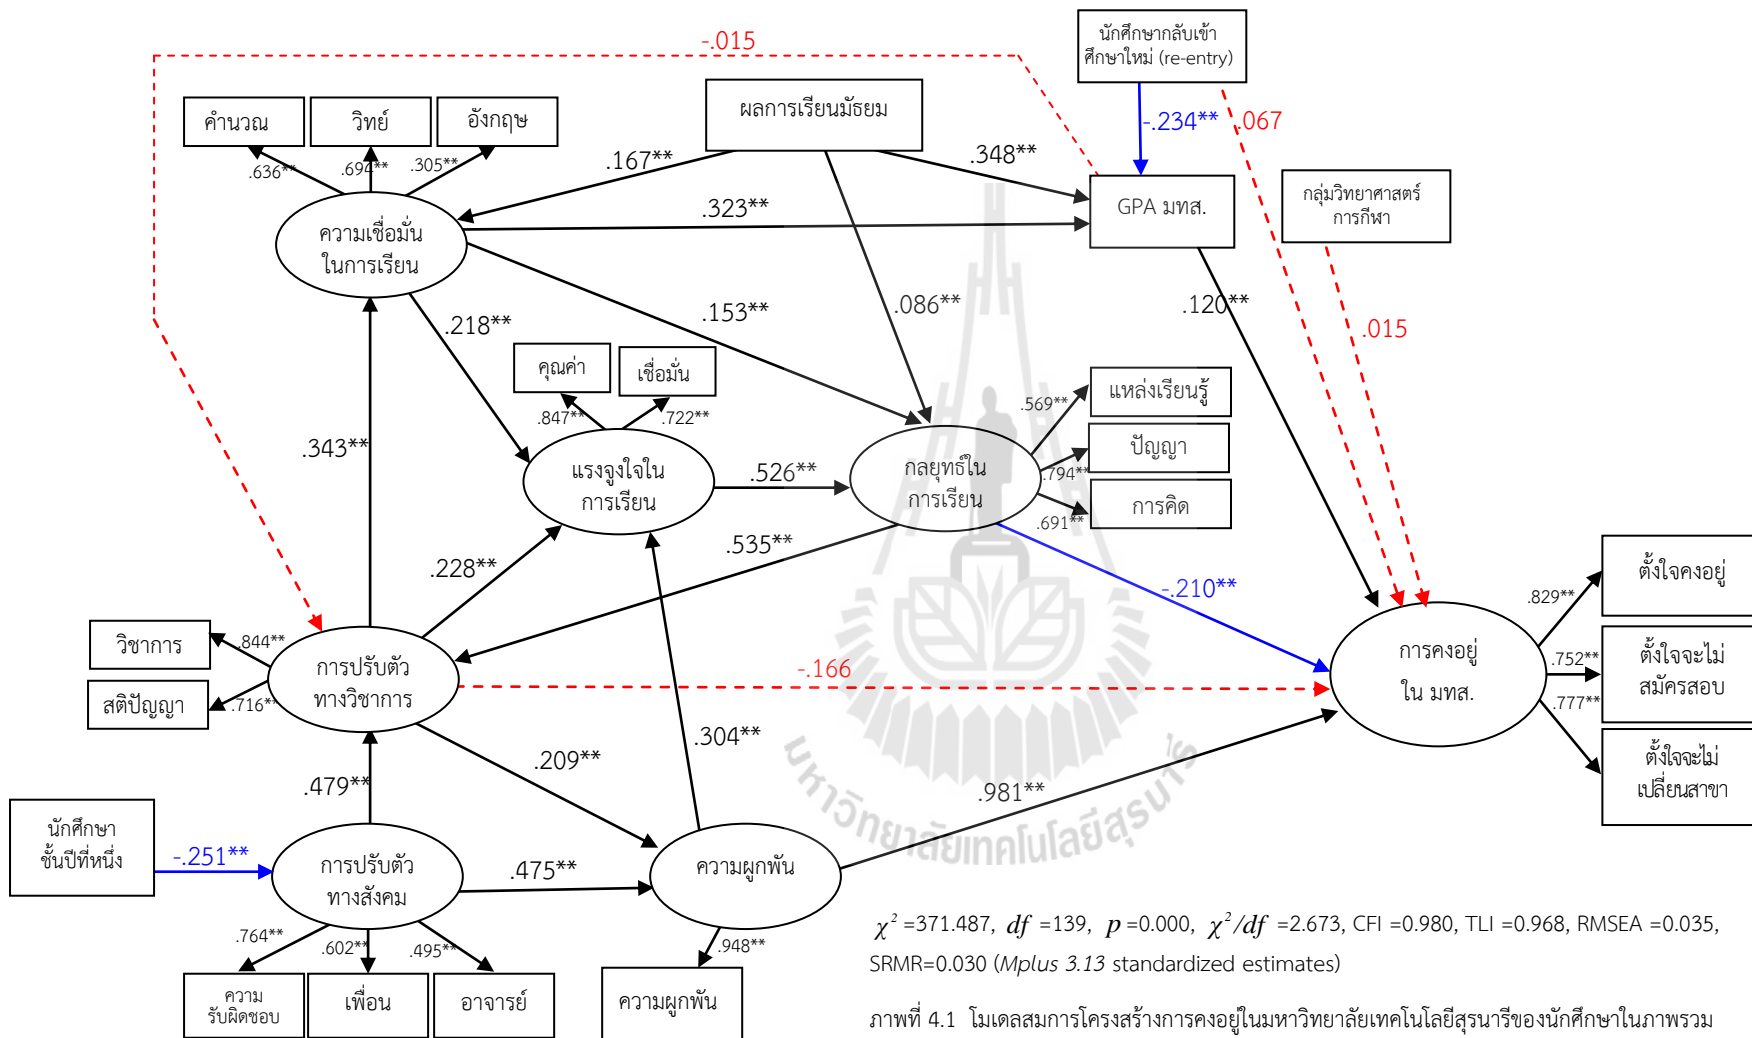 -.015
นักศึกษากลับเข้า
ศึกษาใหม่ (re-entry)
ผลการเรียนมัธยม
คำนวณ
วิทย์
อังกฤษ
.636**
.694**
.305**
.167**
.348**
-.234**
.067
กลุ่มวิทยาศาสตร์
การกีฬา
GPA มทส.
.323**
ความเชื่อมั่น
ในการเรียน
.218**
.153**
.086**
.120**
.015
คุณค่า
เชื่อมั่น
.847**
.722**
แหล่งเรียนรู้
.569**
ปัญญา
.794**
การคิด
.691**
.343**
แรงจูงใจใน
การเรียน
.526**
กลยุทธ์ใน
การเรียน
.228**
.535**
-.210**
ตั้งใจคงอยู่
.829**
วิชาการ
.844**
สติปัญญา
.716**
การปรับตัว
ทางวิชาการ
-.166
การคงอยู่
ใน มทส.
.752**
ตั้งใจจะไม่
สมัครสอบ
.777**
ตั้งใจจะไม่
เปลี่ยนสาขา
.304**
.209**
.479**
.981**
มหาวิทยาลัยเทคโนโลยีสุรนารี
นักศึกษา
ชั้นปีที่หนึ่ง
-.251**
การปรับตัว
ทางสังคม
.475**
ความผูกพัน
.764**
.602**
.495**
.948**
ความ
รับผิดชอบ
เพื่อน
อาจารย์
ความผูกพัน
χ² =371.487, df =139, p =0.000, χ²/df =2.673, CFI =0.980, TLI =0.968, RMSEA =0.035,
SRMR=0.030 (Mplus 3.13 standardized estimates)
ภาพที่ 4.1 โมเดลสมการโครงสร้างการคงอยู่ในมหาวิทยาลัยเทคโนโลยีสุรนารีของนักศึกษาในภาพรวม